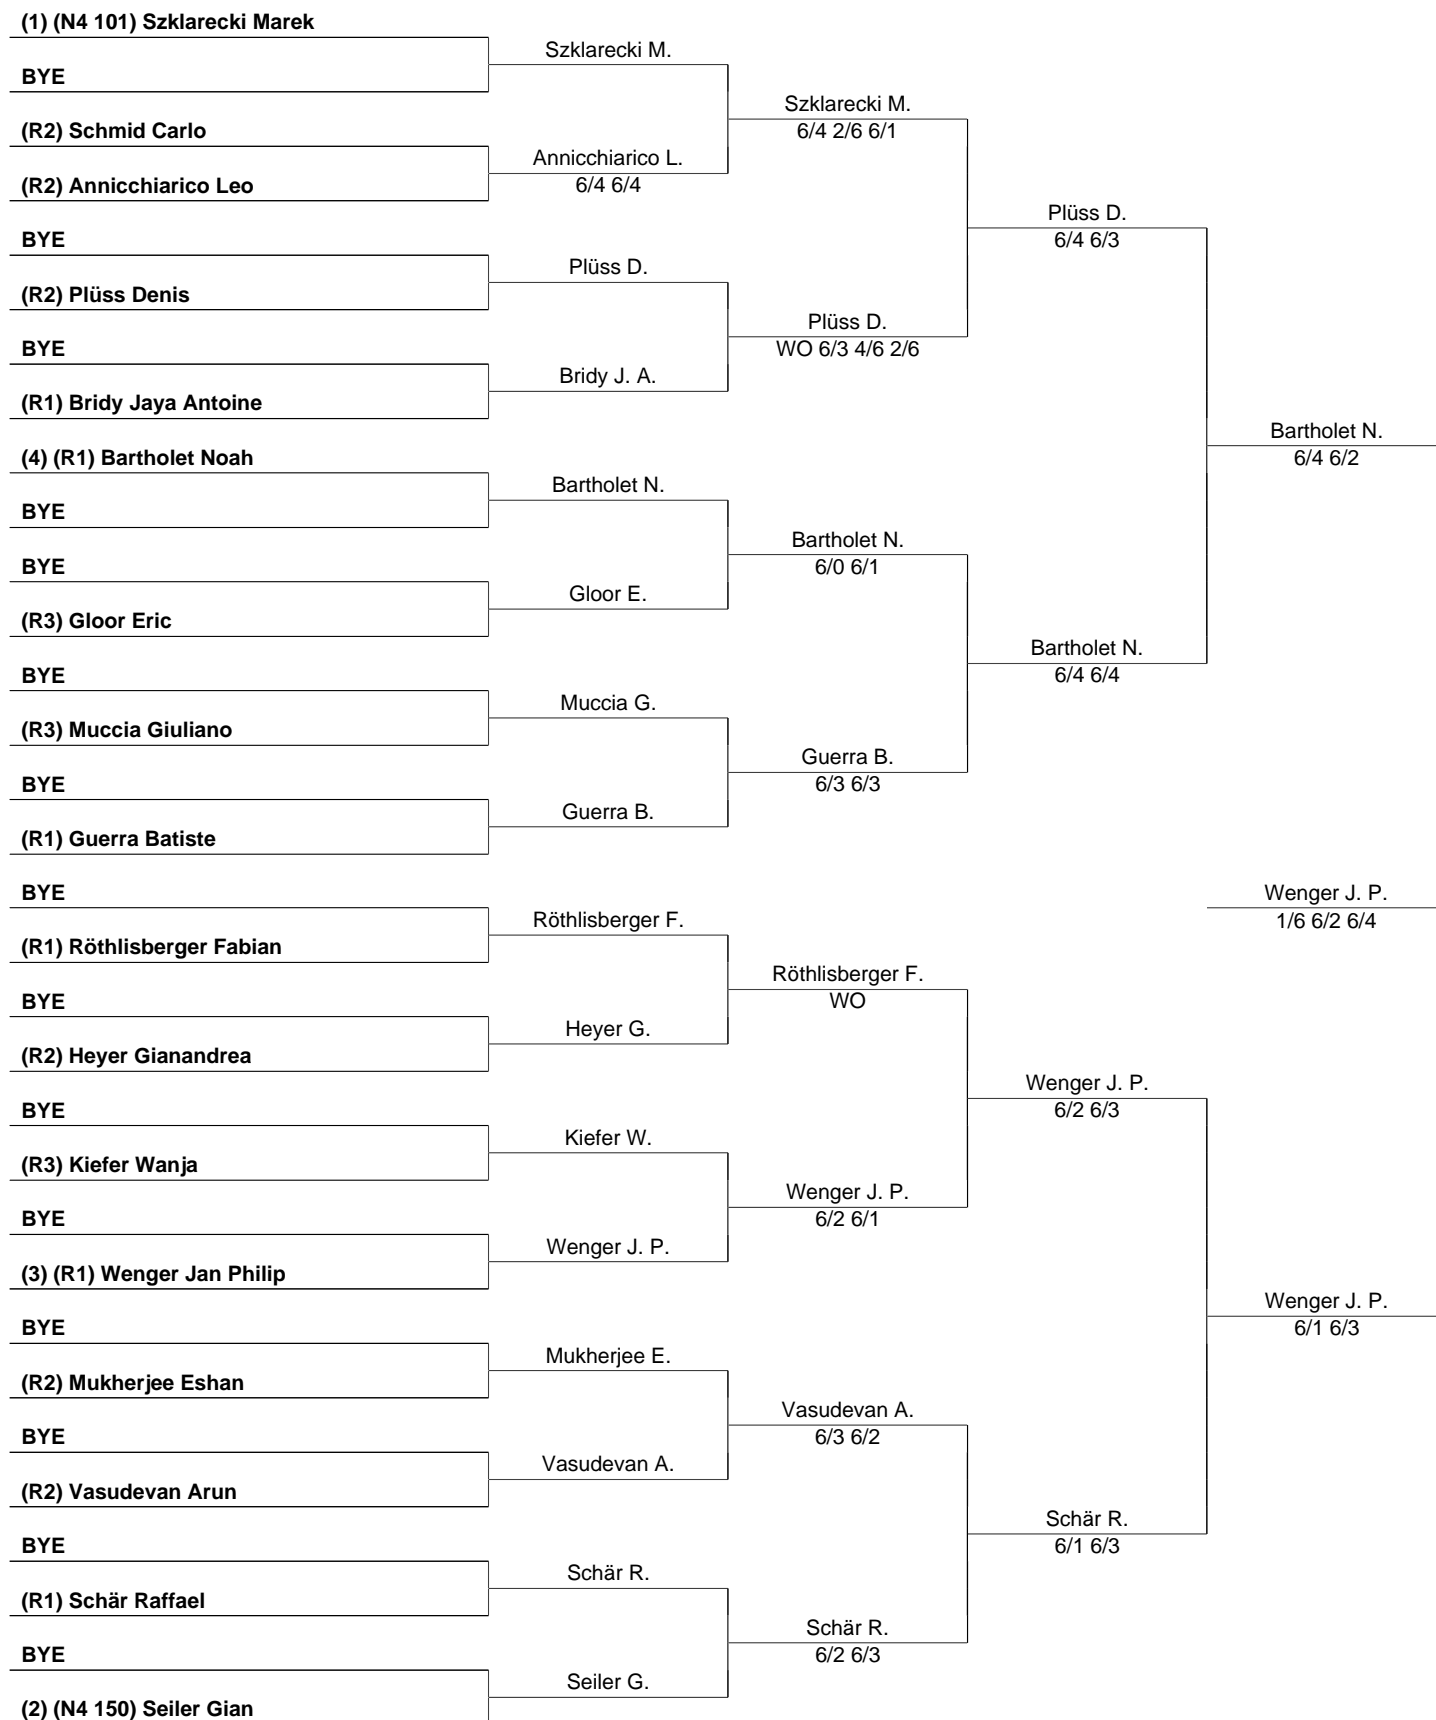 (1) (N4 101) Szklarecki Marek
Szklarecki M.
BYE
Szklarecki M.
6/4 2/6 6/1
(R2) Schmid Carlo
Annicchiarico L.
6/4 6/4
(R2) Annicchiarico Leo
Plüss D.
6/4 6/3
BYE
Plüss D.
(R2) Plüss Denis
Plüss D.
WO 6/3 4/6 2/6
BYE
Bridy J. A.
(R1) Bridy Jaya Antoine
Bartholet N.
6/4 6/2
(4) (R1) Bartholet Noah
Bartholet N.
BYE
Bartholet N.
6/0 6/1
BYE
Gloor E.
(R3) Gloor Eric
Bartholet N.
6/4 6/4
BYE
Muccia G.
(R3) Muccia Giuliano
Guerra B.
6/3 6/3
BYE
Guerra B.
(R1) Guerra Batiste
BYE
Wenger J. P.
1/6 6/2 6/4
Röthlisberger F.
(R1) Röthlisberger Fabian
Röthlisberger F.
WO
BYE
Heyer G.
(R2) Heyer Gianandrea
Wenger J. P.
6/2 6/3
BYE
Kiefer W.
(R3) Kiefer Wanja
Wenger J. P.
6/2 6/1
BYE
Wenger J. P.
(3) (R1) Wenger Jan Philip
Wenger J. P.
6/1 6/3
BYE
Mukherjee E.
(R2) Mukherjee Eshan
Vasudevan A.
6/3 6/2
BYE
Vasudevan A.
(R2) Vasudevan Arun
Schär R.
6/1 6/3
BYE
Schär R.
(R1) Schär Raffael
Schär R.
6/2 6/3
BYE
Seiler G.
(2) (N4 150) Seiler Gian